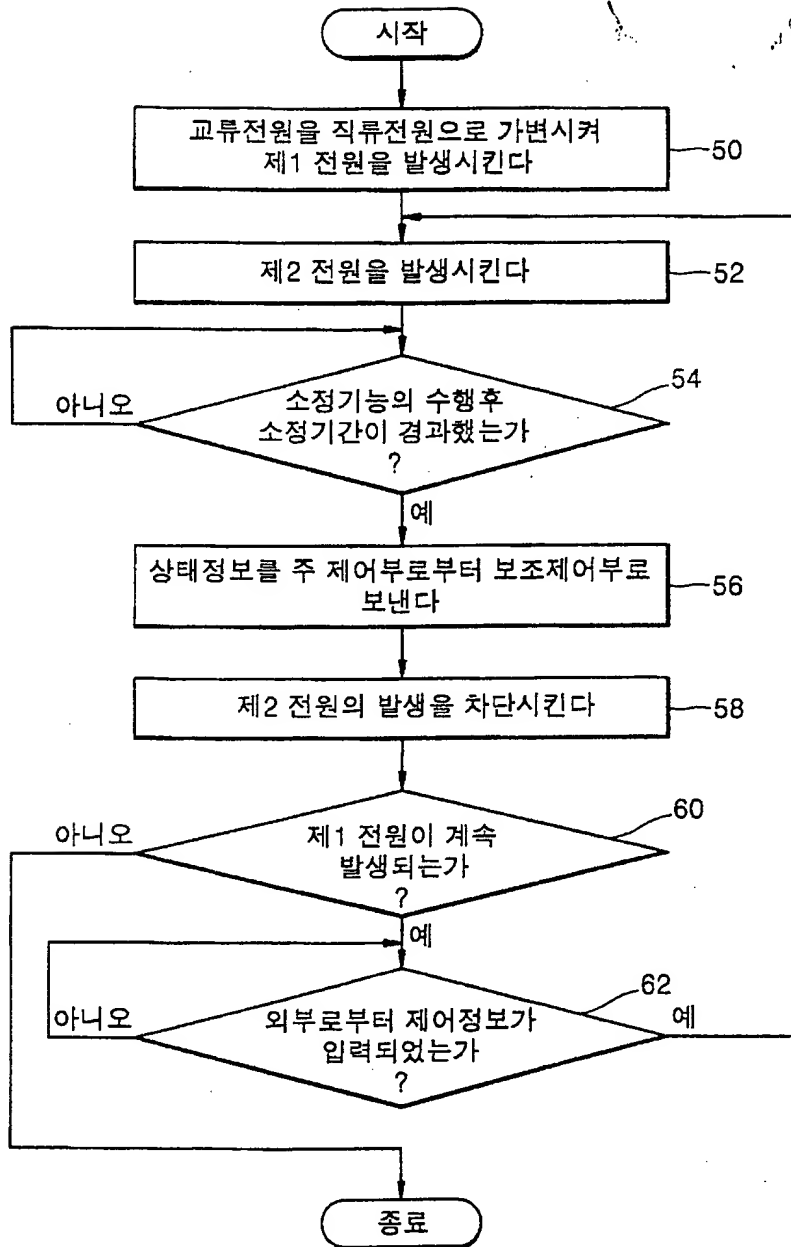 시작
교류전원을 직류전원으로 가변시켜
제1 전원을 발생시킨다
50
제2 전원을 발생시킨다
52
54
소정기능의 수행후
소정기간이 경과했는가
?
아니오
예
상태정보를 주 제어부로부터 보조제어부로
보낸다
56
제2 전원의 발생을 차단시킨다
58
60
아니오
제1 전원이 계속
발생되는가
?
예
62
아니오
외부로부터 제어정보가
입력되었는가
?
예
종료